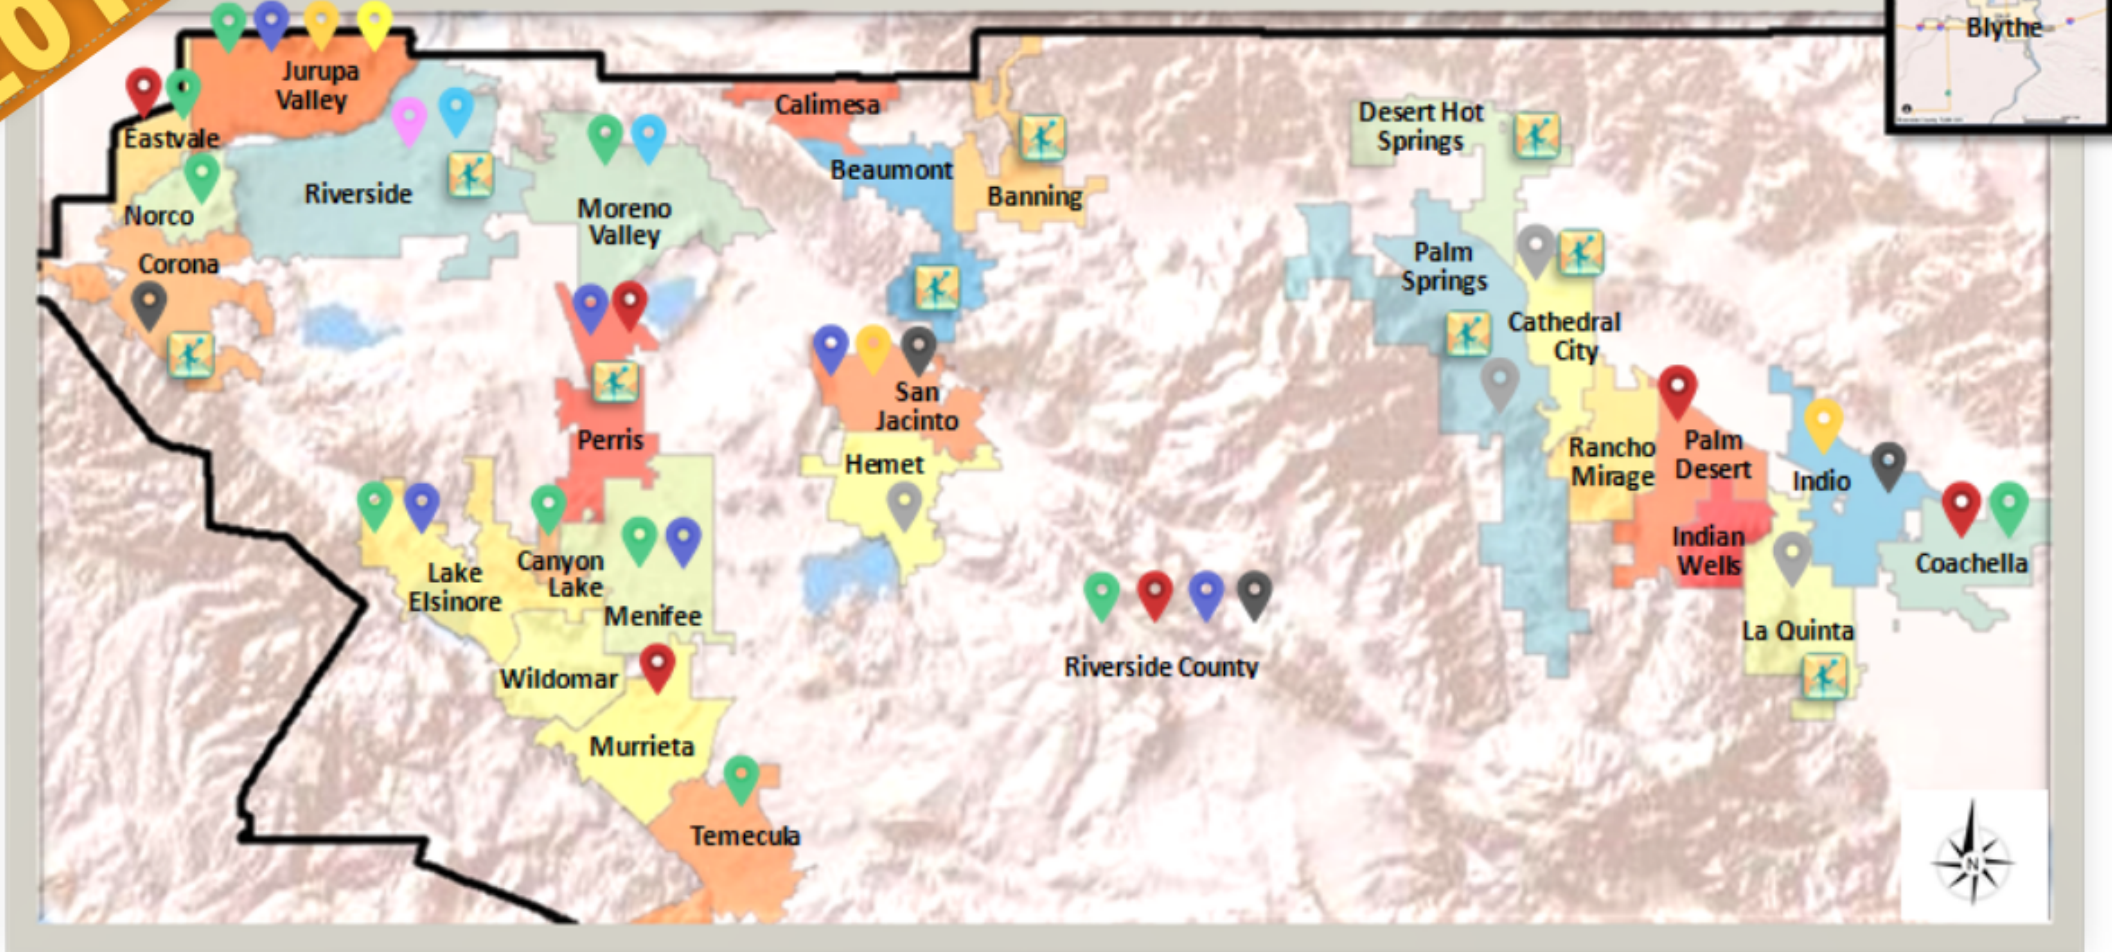 201
Blythe
Jurupa
Valley
Eastvale
Calimesa
Desert Hot
Springs
Beaumont
Riverside
Banning
Norco
Moreno
Valley
Corona
Palm
Springs
Cathedral
City
San
Jacinto
Perris
Hemet
Rancho
Mirage
Palm
Desert
Indio
Indian
Wells
Coachella
Canyon
Lake
Lake
Elsinore
Menifee
La Quinta
Riverside County
Wildomar
Murrieta
Temecula
N